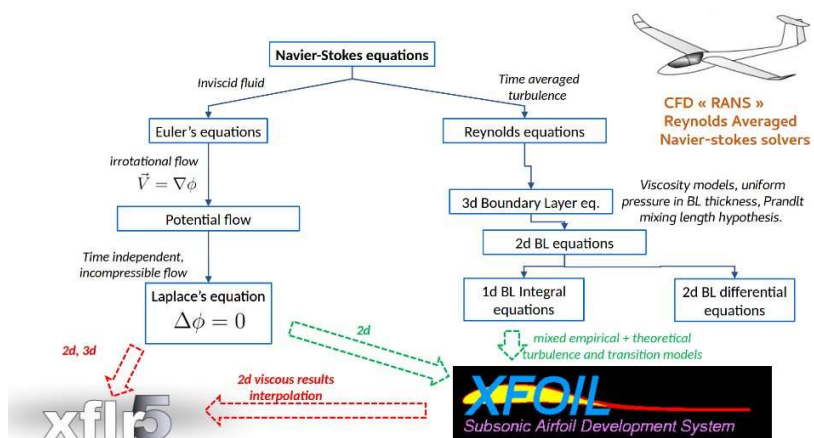 Navier-Stokes equations
Inviscid fluid
Time averaged
turbulence
CFD « RANS »
Reynolds Averaged
Navier-stokes solvers
Euler's equations
Reynolds equations
irrotational flow
V⃗ = ∇ϕ
Viscosity models, uniform
pressure in BL thickness, Prandlt
mixing length hypothesis.
3d Boundary Layer eq.
Potential flow
2d BL equations
Time independent,
incompressible flow
Laplace's equation
Δϕ = 0
1d BL Integral
equations
2d BL differential
equations
2d
mixed empirical + theoretical
turbulence and transition models
2d, 3d
2d viscous results
interpolation
xflr5
XFOIL
Subsonic Airfoil Development System